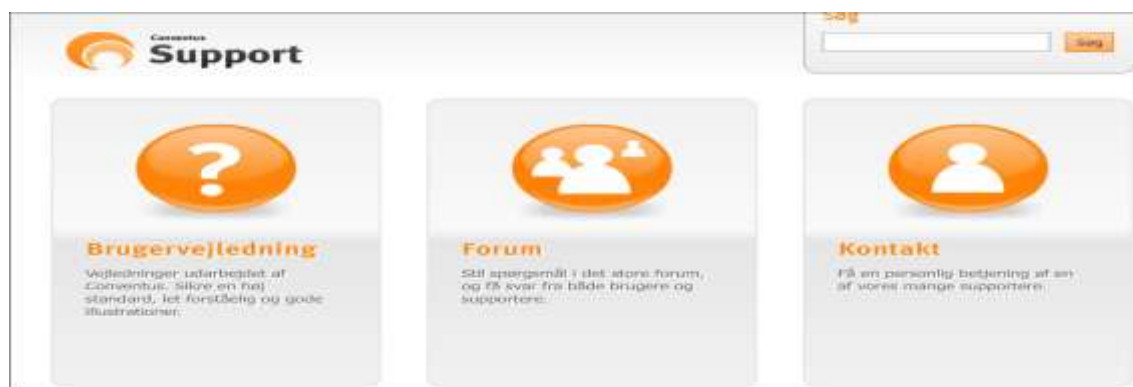 Søg
Conventus
Support
Søg
Brugervejledning
Vejledninger udarbejdet af
Conventus. Sikre en høj
standard, let forståelig og gode
illustrationer.
Forum
Stil spørgsmål i det store forum,
og få svar fra både brugere og
supportere.
Kontakt
Få en personlig betjening af en
af vores mange supportere.